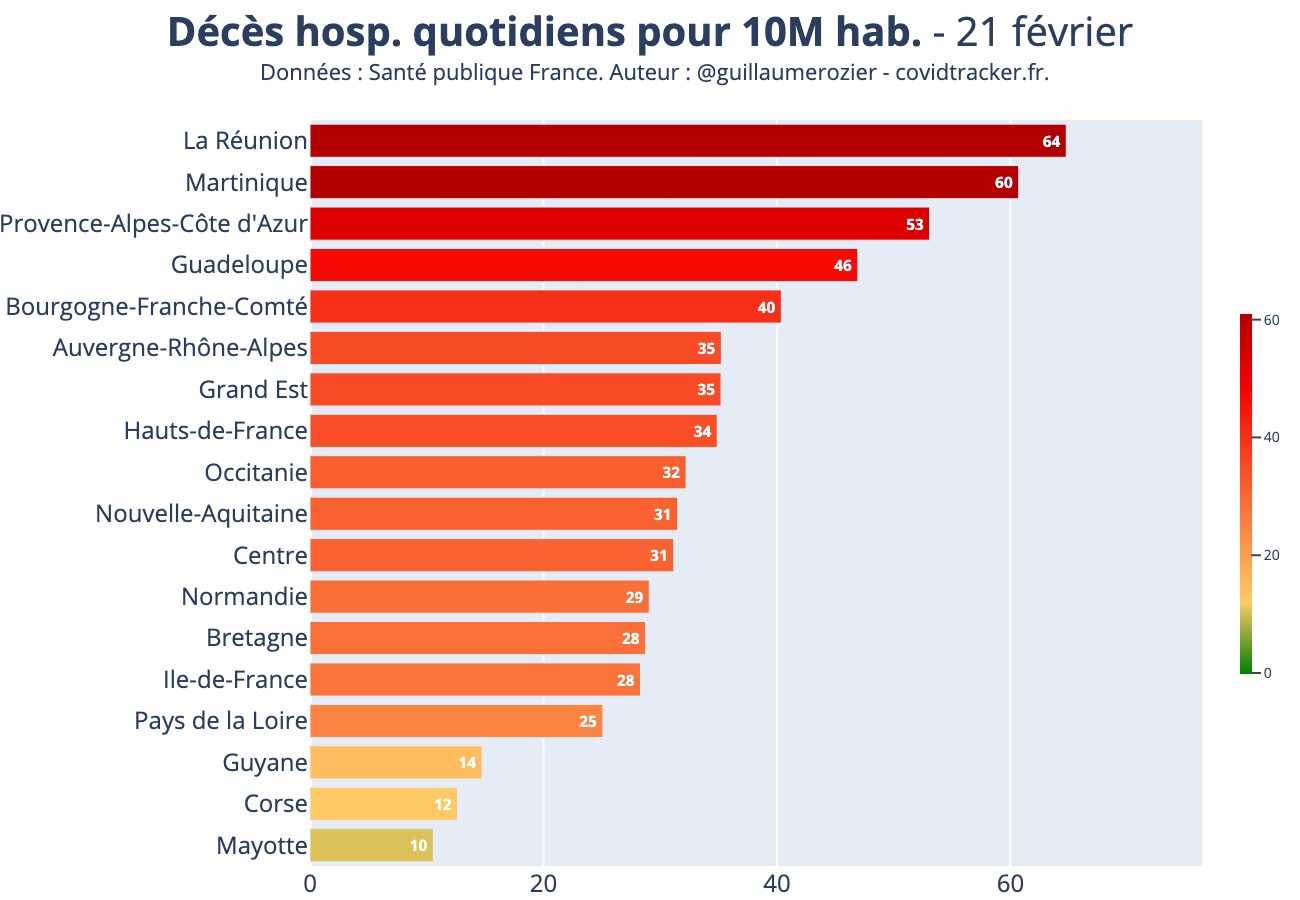 Décès hosp. quotidiens pour 10M hab. - 21 février
Données : Santé publique France. Auteur : @guillaumerozier - covidtracker.fr.
La Réunion 64
Martinique 60
Provence-Alpes-Côte d'Azur 53
Guadeloupe 46
Bourgogne-Franche-Comté 40
Auvergne-Rhône-Alpes 35
Grand Est 35
Hauts-de-France 34
Occitanie 32
Nouvelle-Aquitaine 31
Centre 31
Normandie 29
Bretagne 28
Ile-de-France 28
Pays de la Loire 25
Guyane 14
Corse 12
Mayotte 10
0 20 40 60
60
40
20
0